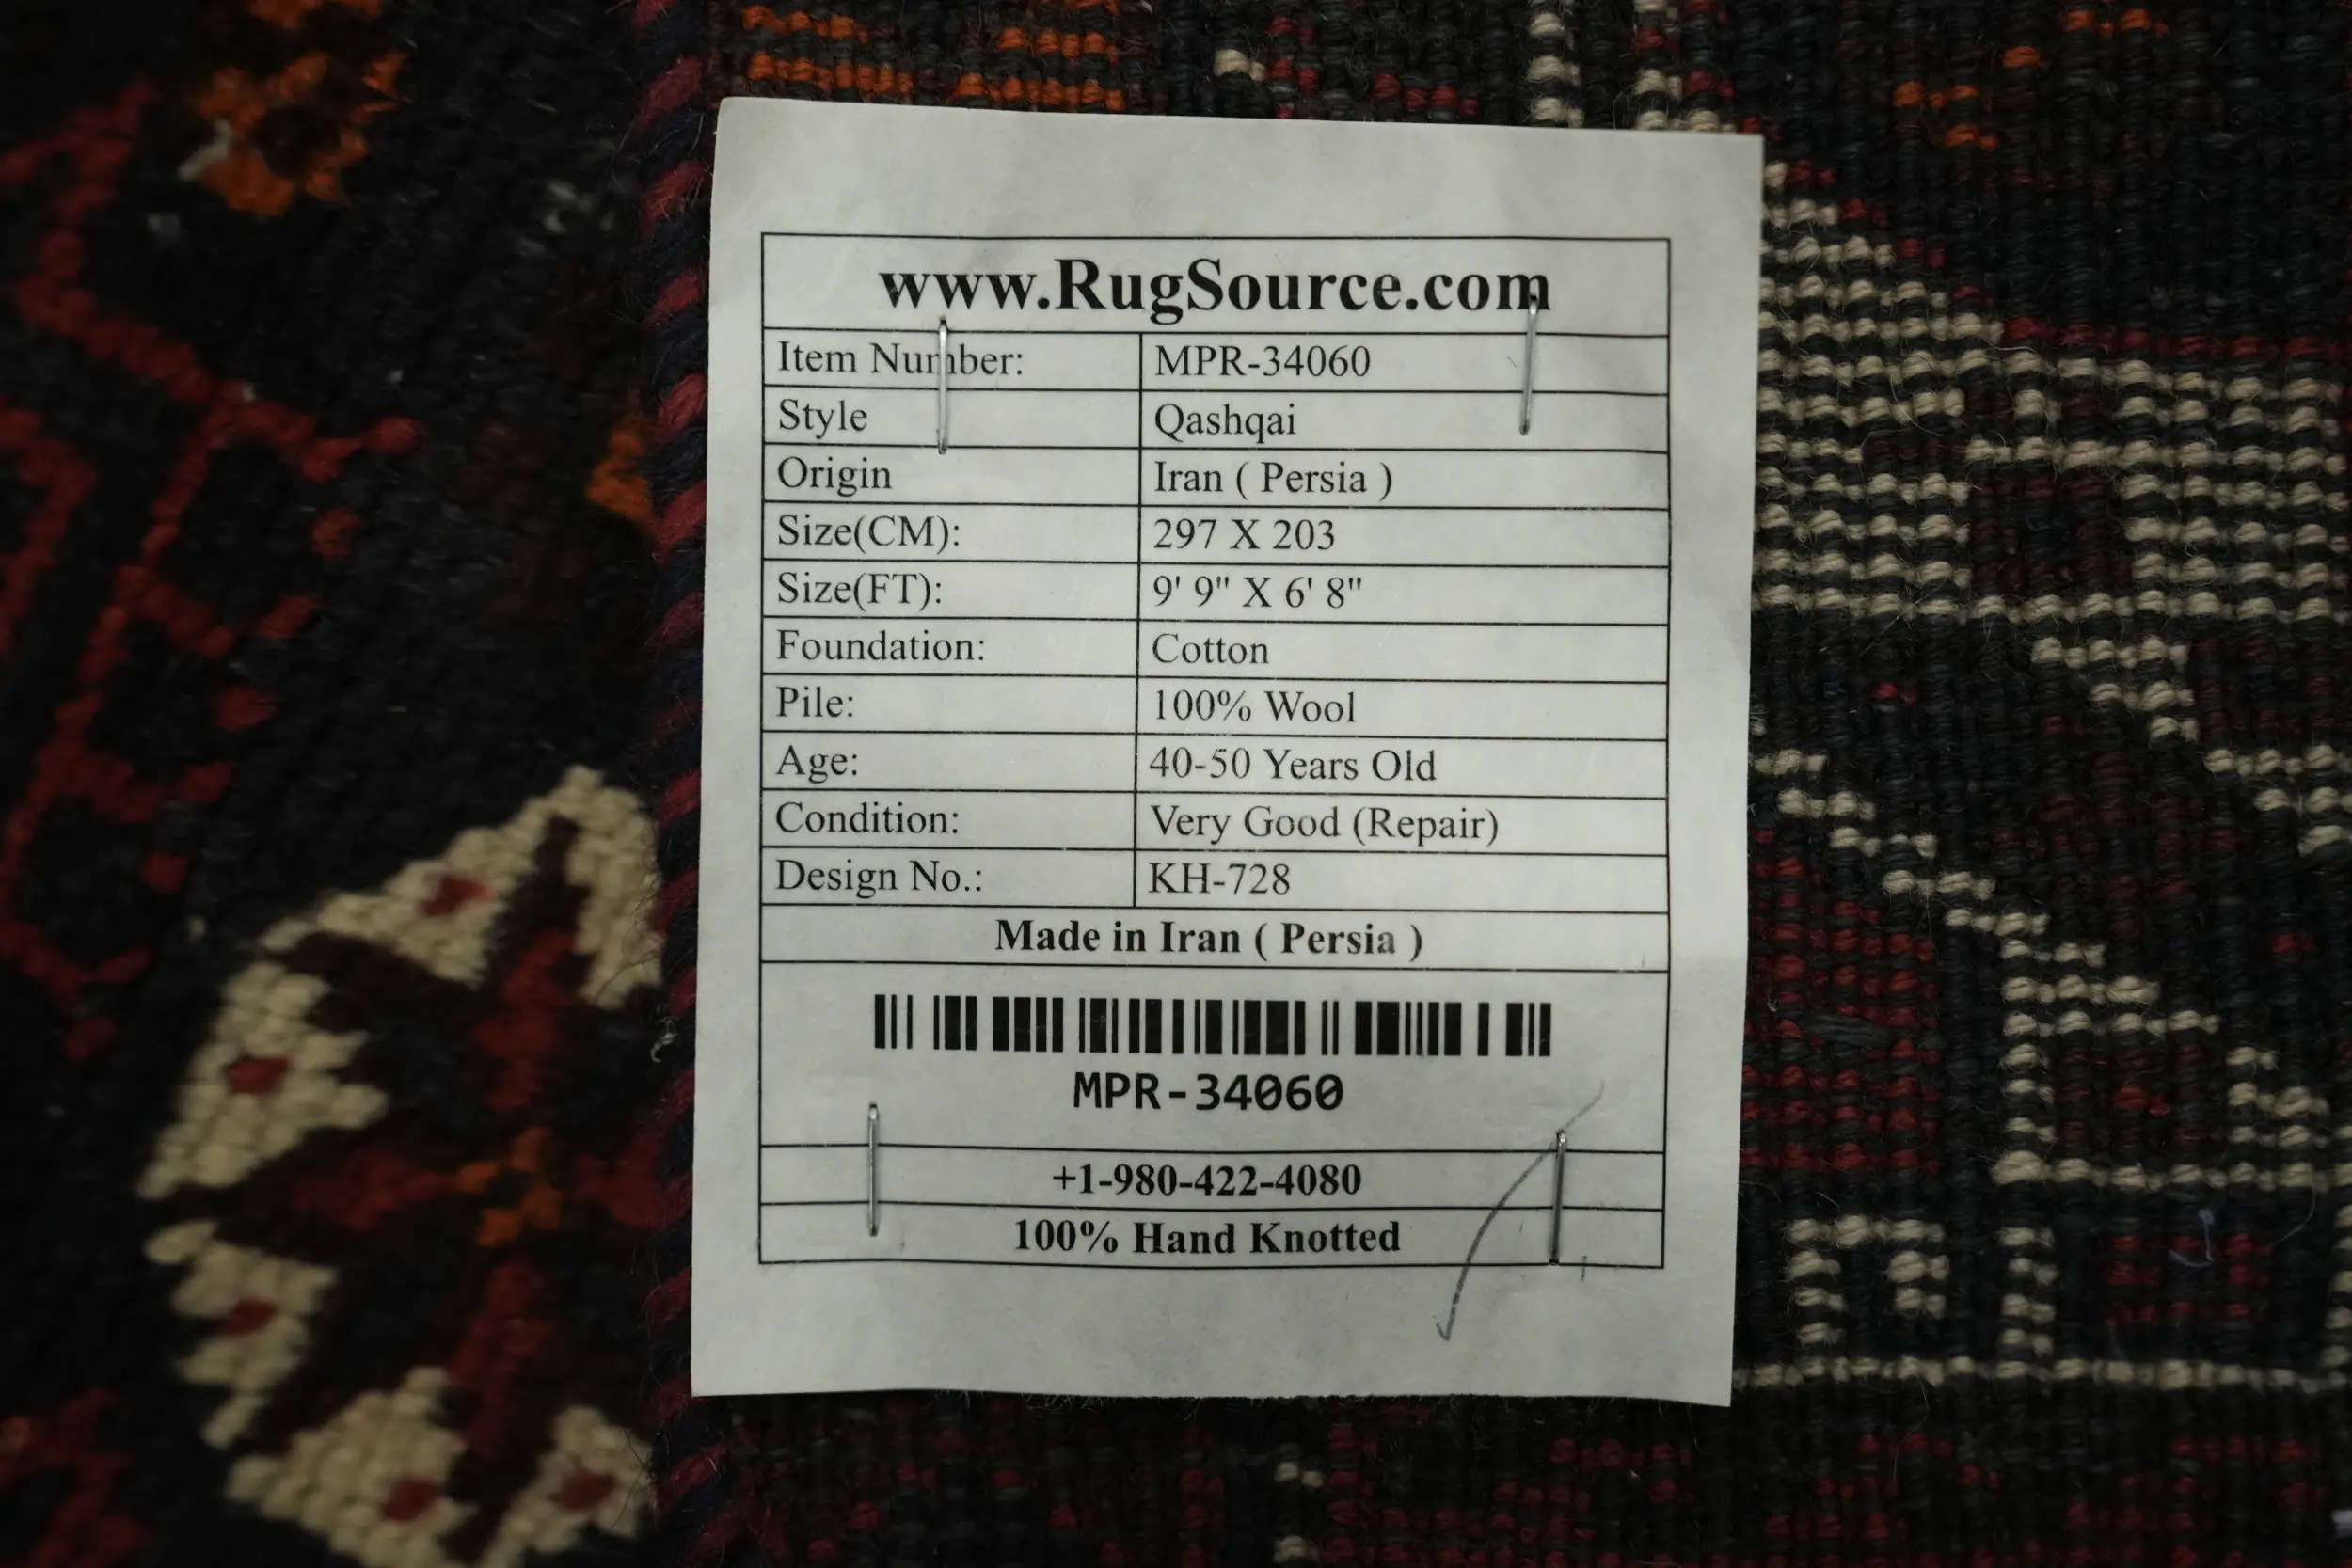 www.RugSource.com
Item Number: MPR-34060
Style Qashqai
Origin Iran ( Persia )
Size(CM): 297 X 203
Size(FT): 9' 9" X 6' 8"
Foundation: Cotton
Pile: 100% Wool
Age: 40-50 Years Old
Condition: Very Good (Repair)
Design No.: KH-728
Made in Iran ( Persia )
MPR-34060
+1-980-422-4080
100% Hand Knotted